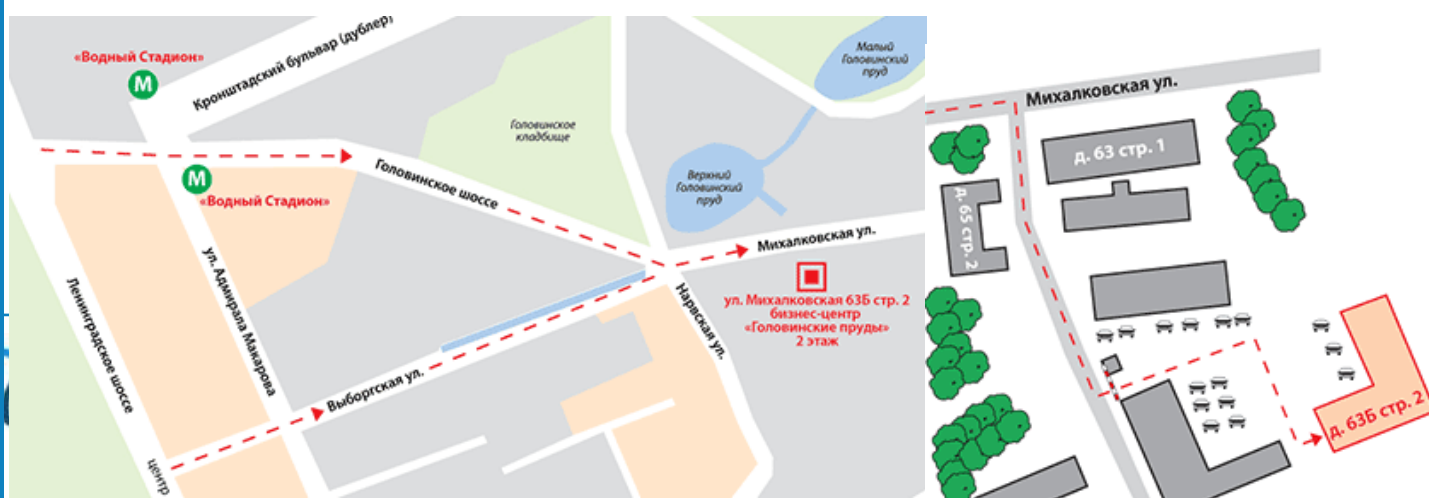 «Водный Стадион»
М
Кронштадский бульвар (дублер)
Малый
Головинский
пруд
Головинское
кладбище
М
«Водный Стадион»
Головинское шоссе
Верхний
Головинский
пруд
Михалковская ул.
ул. Адмирала Макарова
Ленинградское шоссе
Нарвская ул.
ул. Михалковская 63Б стр. 2
бизнес-центр
«Головинские пруды»
2 этаж
Выборгская ул.
центр
Михалковская ул.
д. 63 стр. 1
д. 65 стр. 2
д. 63Б стр. 2